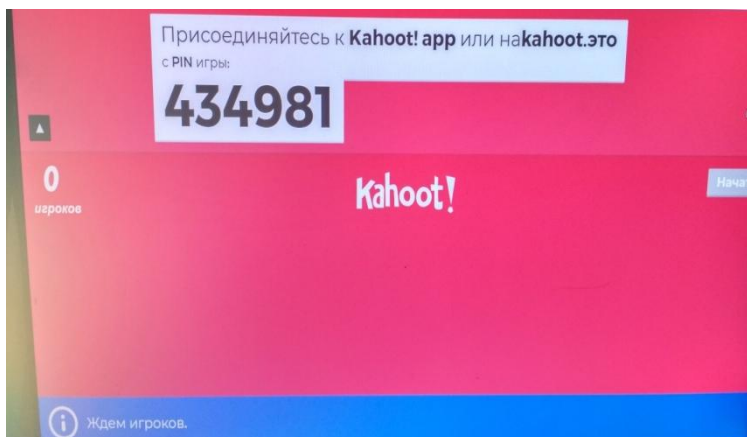 Присоединяйтесь к Kahoot! app или наkahoot.это
с PIN игры:
434981
0
игроков
Kahoot!
Ждем игроков.